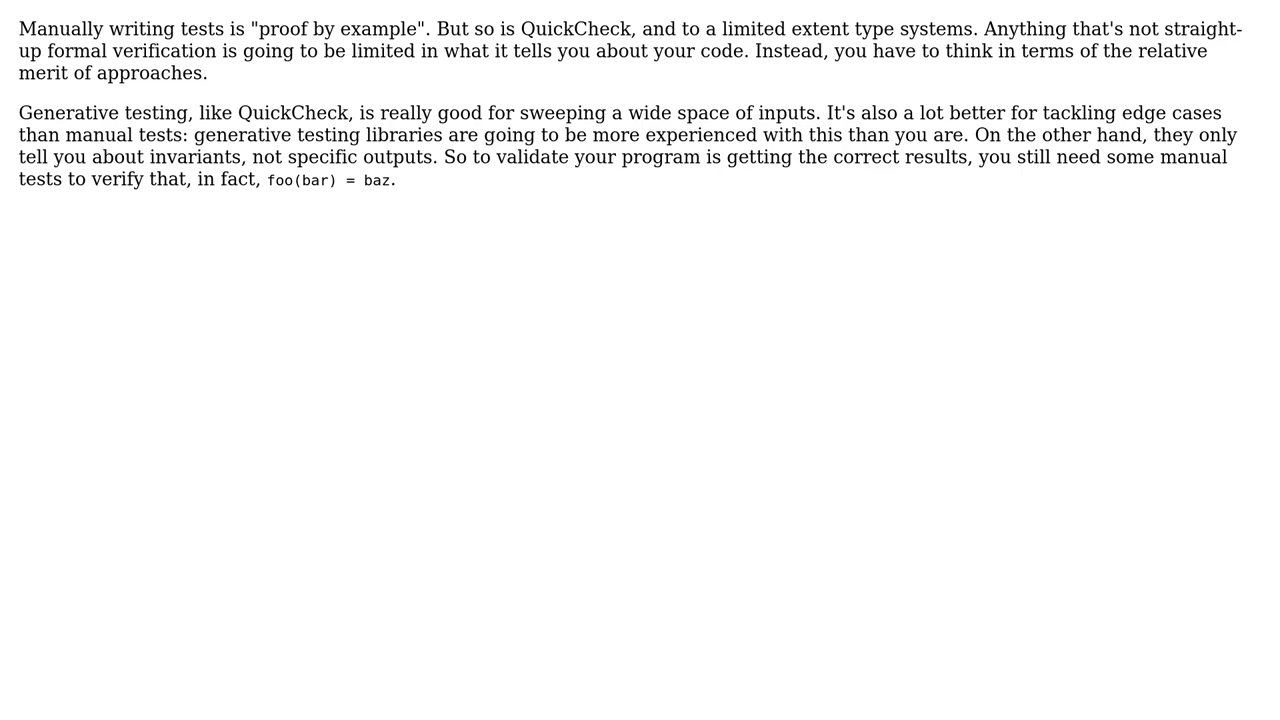 Manually writing tests is "proof by example". But so is QuickCheck, and to a limited extent type systems. Anything that's not straight-
up formal verification is going to be limited in what it tells you about your code. Instead, you have to think in terms of the relative
merit of approaches.
Generative testing, like QuickCheck, is really good for sweeping a wide space of inputs. It's also a lot better for tackling edge cases
than manual tests: generative testing libraries are going to be more experienced with this than you are. On the other hand, they only
tell you about invariants, not specific outputs. So to validate your program is getting the correct results, you still need some manual
tests to verify that, in fact, foo(bar) = baz.